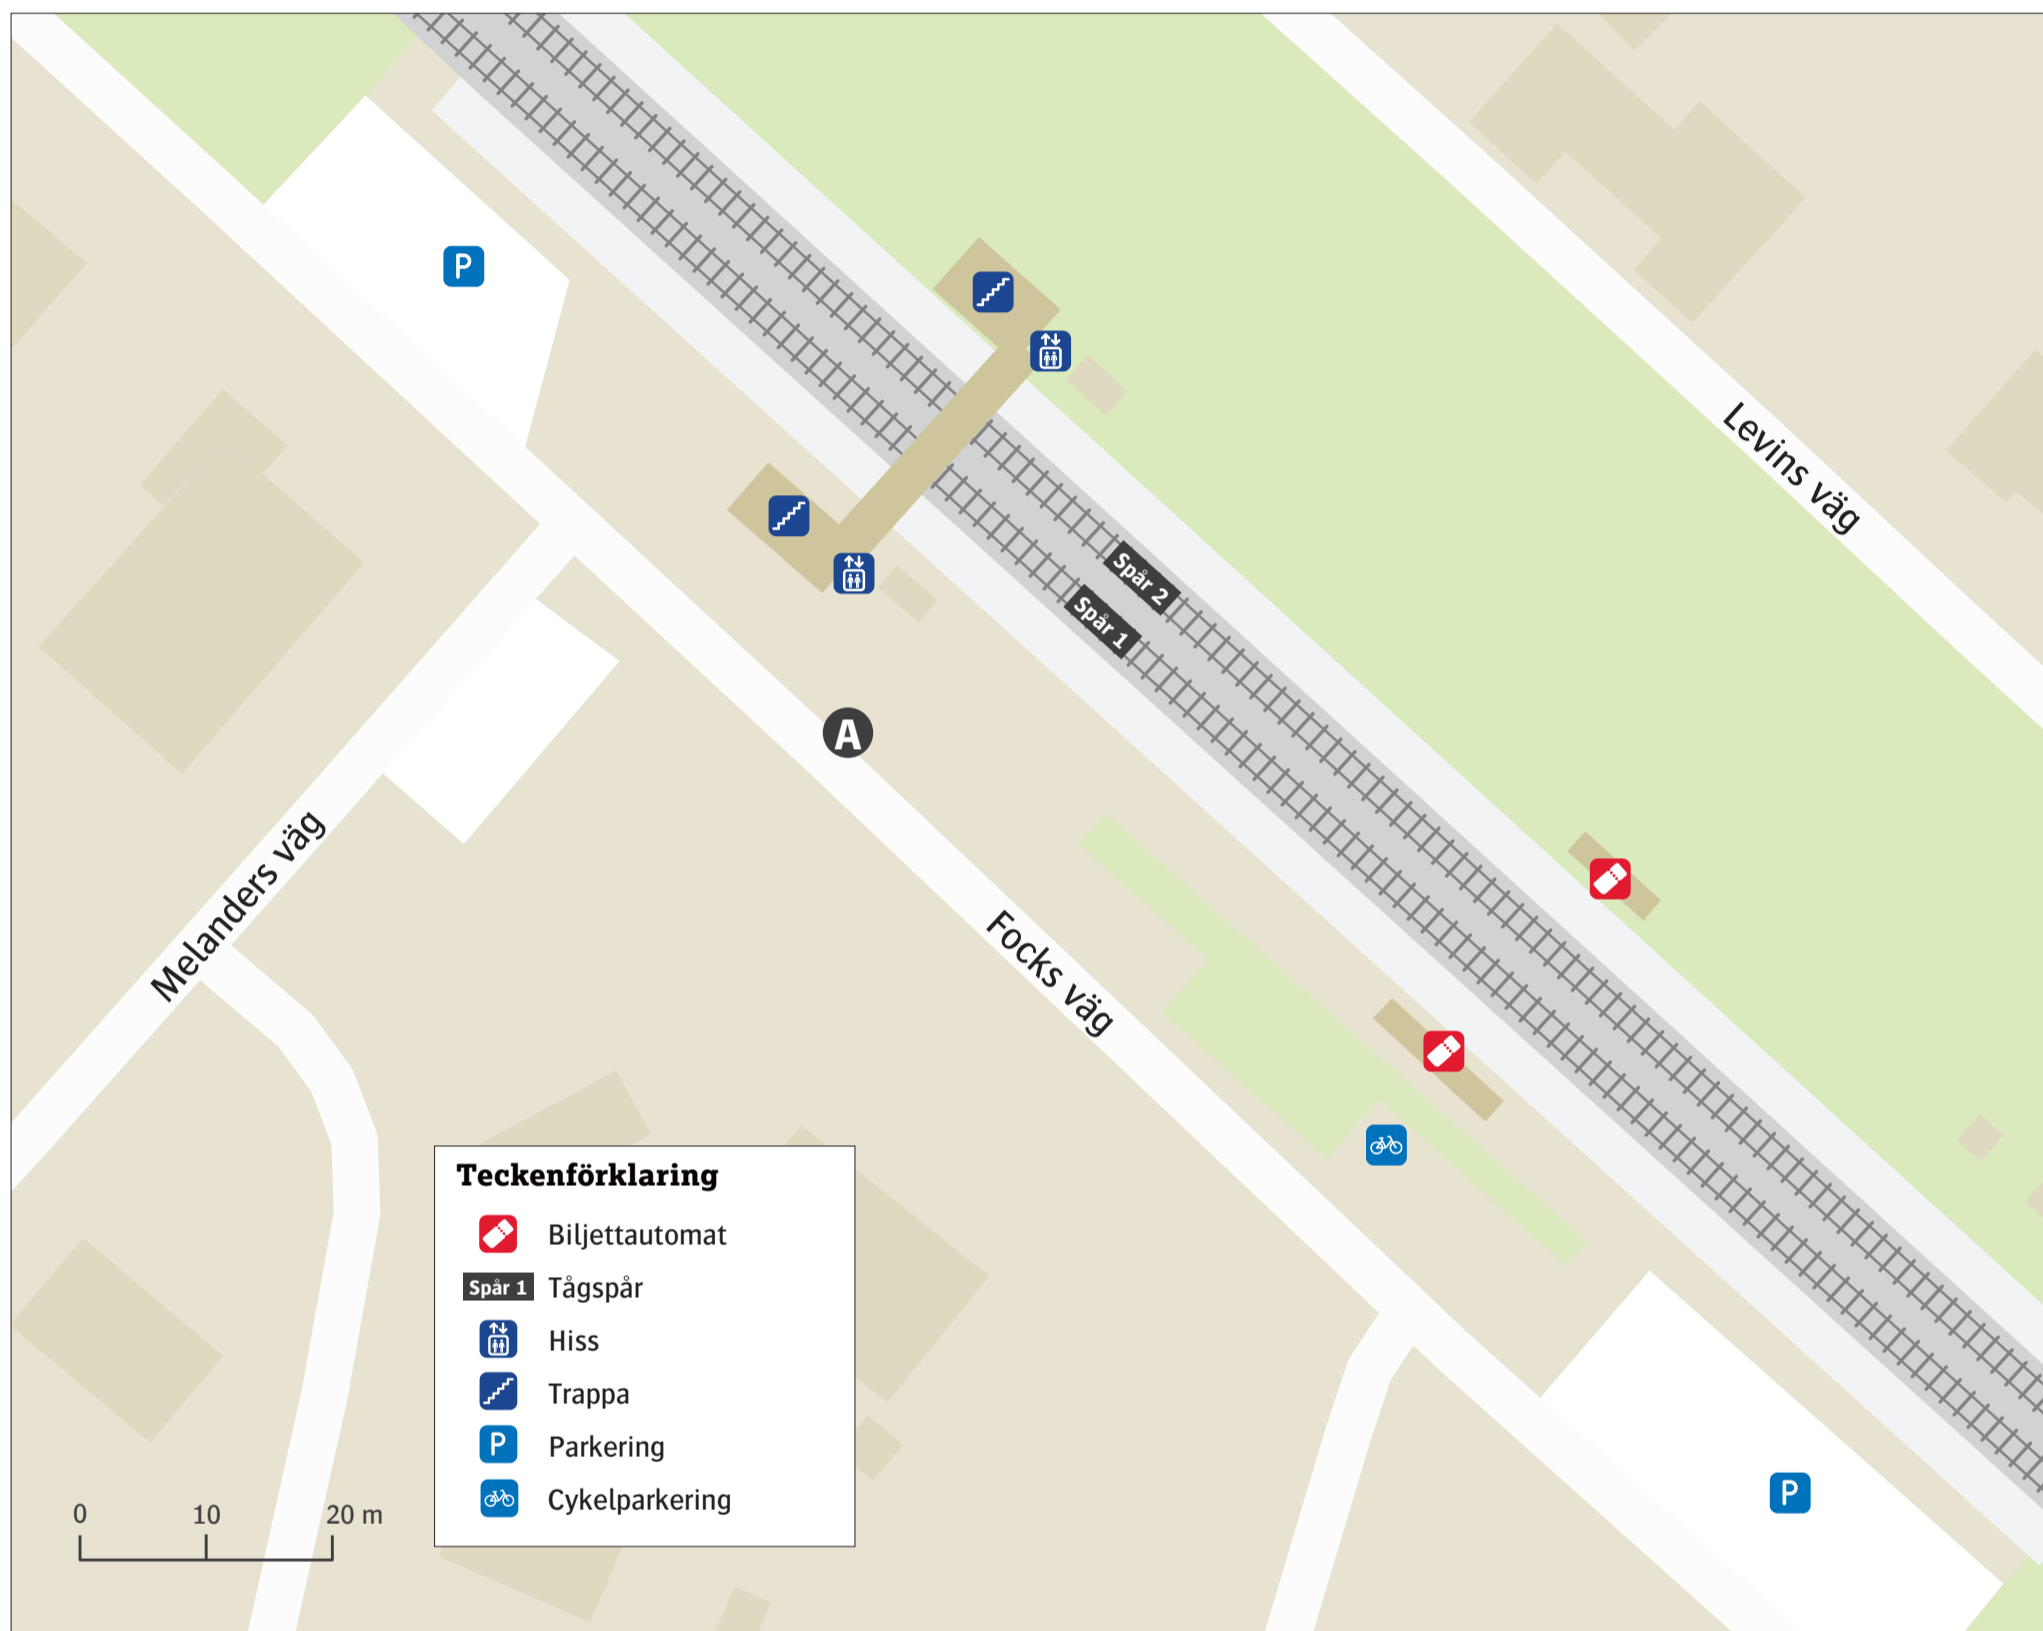 P
Levins väg
Spår 2
Spår 1
A
Melanders väg
Focks väg
Teckenförklaring
Biljettautomat
Spår 1 Tågspår
Hiss
Trappa
P Parkering
Cykelparkering
0 10 20 m
P